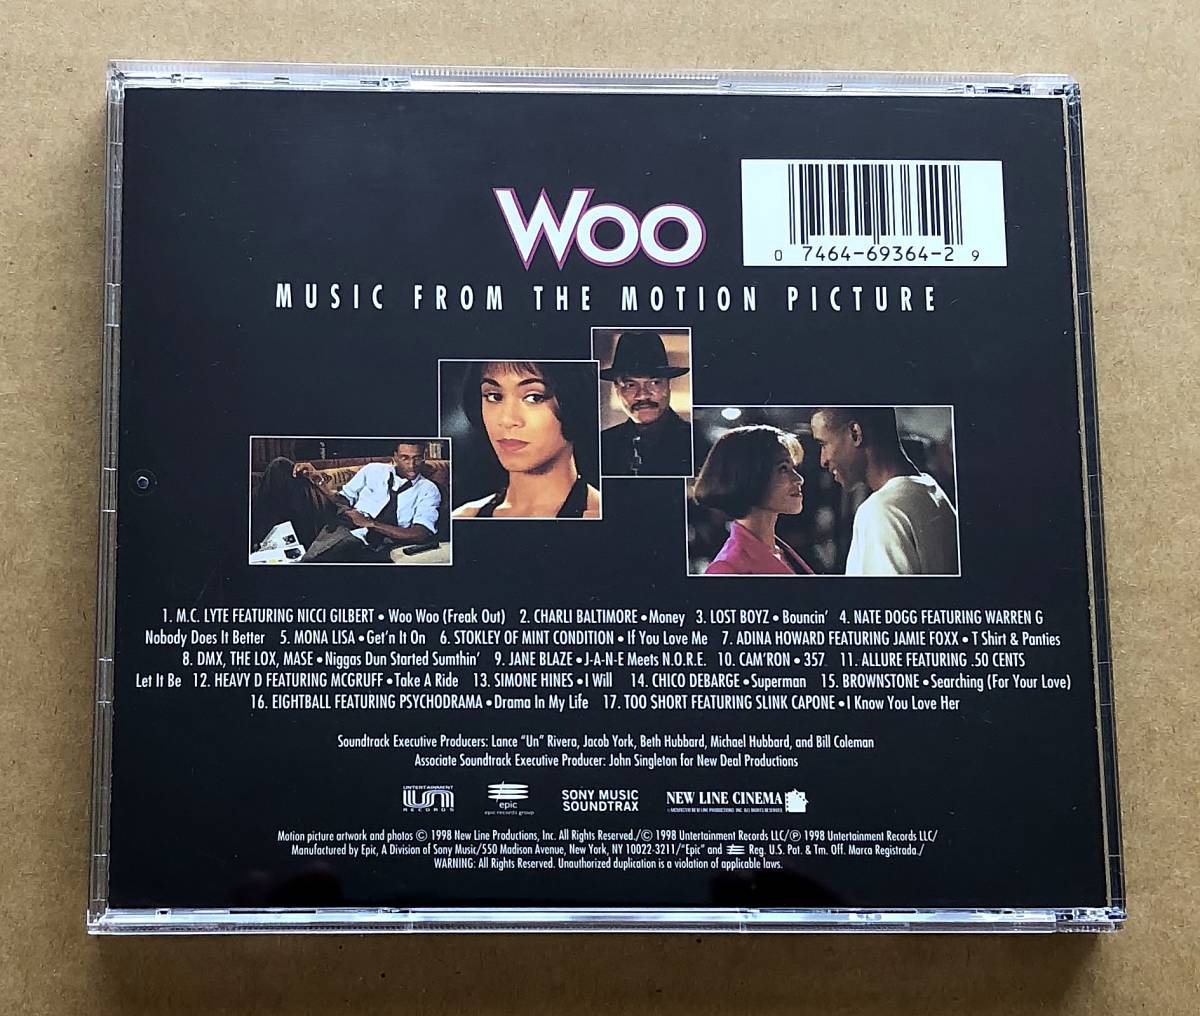 Woo
0 7464-69364-2 9
MUSIC FROM THE MOTION PICTURE
1. M.C. LYTE FEATURING NICCI GILBERT • Woo Woo (Freak Out) 2. CHARLI BALTIMORE • Money 3. LOST BOYZ • Bouncin' 4. NATE DOGG FEATURING WARREN G
Nobody Does It Better 5. MONA LISA • Get'n It On 6. STOKLEY OF MINT CONDITION • If You Love Me 7. ADINA HOWARD FEATURING JAMIE FOXX • T Shirt & Panties
8. DMX, THE LOX, MASE • Niggas Dun Started Sumthin' 9. JANE BLAZE • J-A-N-E Meets N.O.R.E. 10. CAM'RON • 357 11. ALLURE FEATURING .50 CENTS
Let It Be 12. HEAVY D FEATURING MCGRUFF • Take A Ride 13. SIMONE HINES • I Will 14. CHICO DEBARGE • Superman 15. BROWNSTONE • Searching (For Your Love)
16. EIGHTBALL FEATURING PSYCHODRAMA • Drama In My Life 17. TOO $HORT FEATURING SLINK CAPONE • I Know You Love Her
Soundtrack Executive Producers: Lance "Un" Rivera, Jacob York, Beth Hubbard, Michael Hubbard, and Bill Coleman
Associate Soundtrack Executive Producer: John Singleton for New Deal Productions
UNTERTAINMENT
un
RECORDS
epic
epic records group
SONY MUSIC
SOUNDTRAX
NEW LINE CINEMA
Motion picture artwork and photos © 1998 New Line Productions, Inc. All Rights Reserved./© 1998 Untertainment Records LLC/℗ 1998 Untertainment Records LLC/
Manufactured by Epic, A Division of Sony Music/550 Madison Avenue, New York, NY 10022-3211/"Epic" and Reg. U.S. Pat. & Tm. Off. Marca Registrada./
WARNING: All Rights Reserved. Unauthorized duplication is a violation of applicable laws.